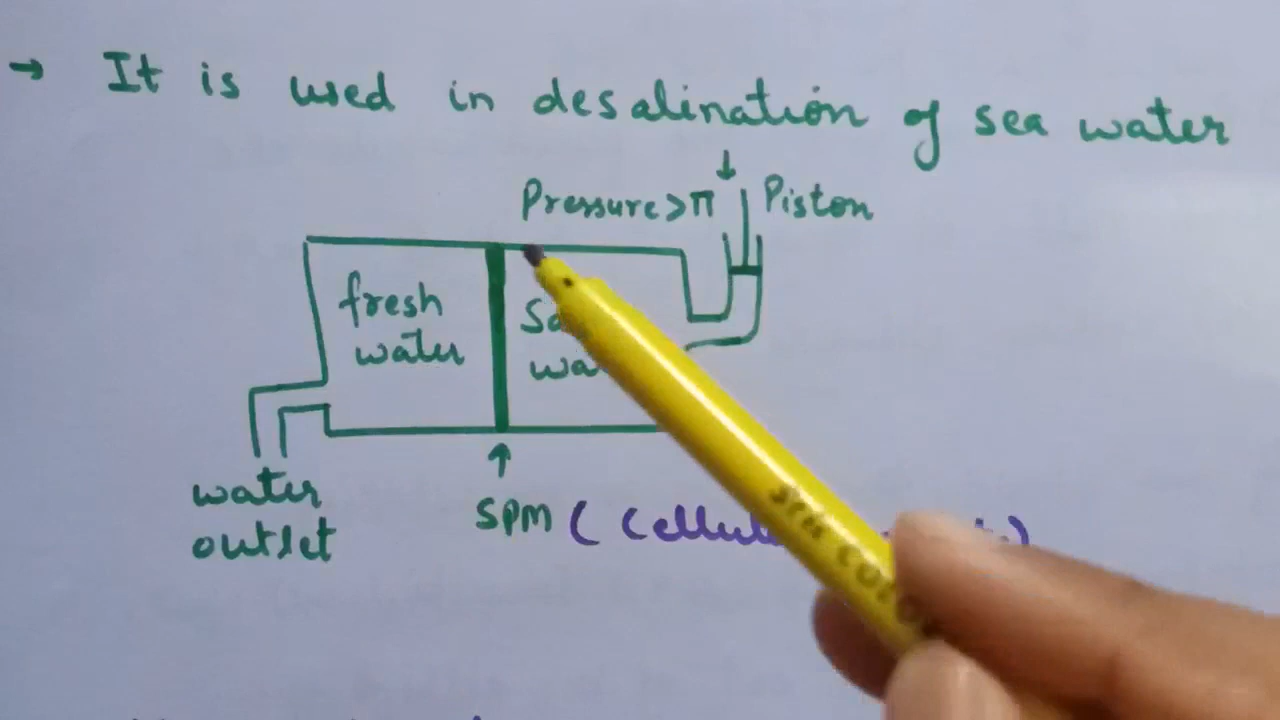 → It is used in desalination of sea water
Pressure > π
Piston
fresh
water
water
outlet
SPM (